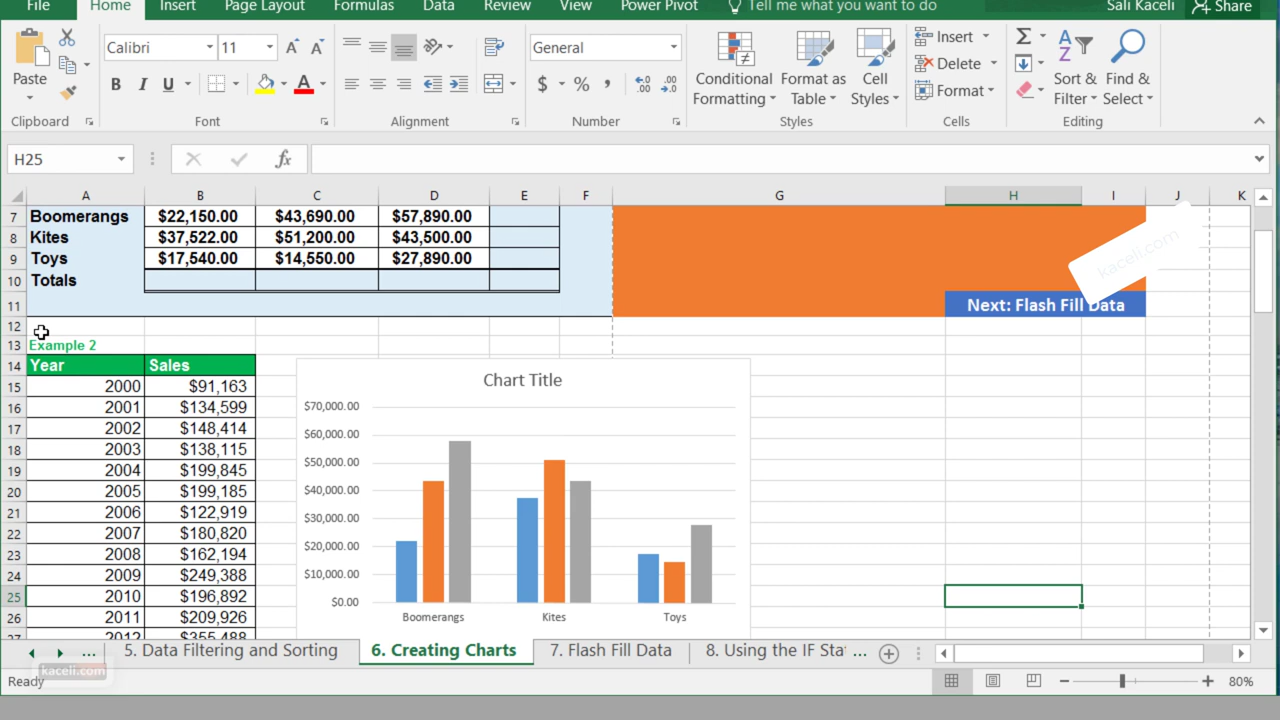 File Home Insert Page Layout Formulas Data Review View Power Pivot Tell me what you want to do Sali Kaceli Share
Calibri 11 General Insert
Paste Conditional Formatting Format as Table Cell Styles Delete Sort & Filter Find & Select
B I U $ % , Format
Clipboard Font Alignment Number Styles Cells Editing
H25 fx
A B C D E F G H I J K
7 Boomerangs $22,150.00 $43,690.00 $57,890.00
8 Kites $37,522.00 $51,200.00 $43,500.00
9 Toys $17,540.00 $14,550.00 $27,890.00
10 Totals
kaceli.com
11 Next: Flash Fill Data
12
13 Example 2
14 Year Sales
15 2000 $91,163
16 2001 $134,599
17 2002 $148,414
18 2003 $138,115
19 2004 $199,845
20 2005 $199,185
21 2006 $122,919
22 2007 $180,820
23 2008 $162,194
24 2009 $249,388
25 2010 $196,892
26 2011 $209,926
27 2012 $355,488
Chart Title
$70,000.00
$60,000.00
$50,000.00
$40,000.00
$30,000.00
$20,000.00
$10,000.00
$0.00
Boomerangs Kites Toys
... 5. Data Filtering and Sorting 6. Creating Charts 7. Flash Fill Data 8. Using the IF Sta ...
kaceli.com
Ready 80%